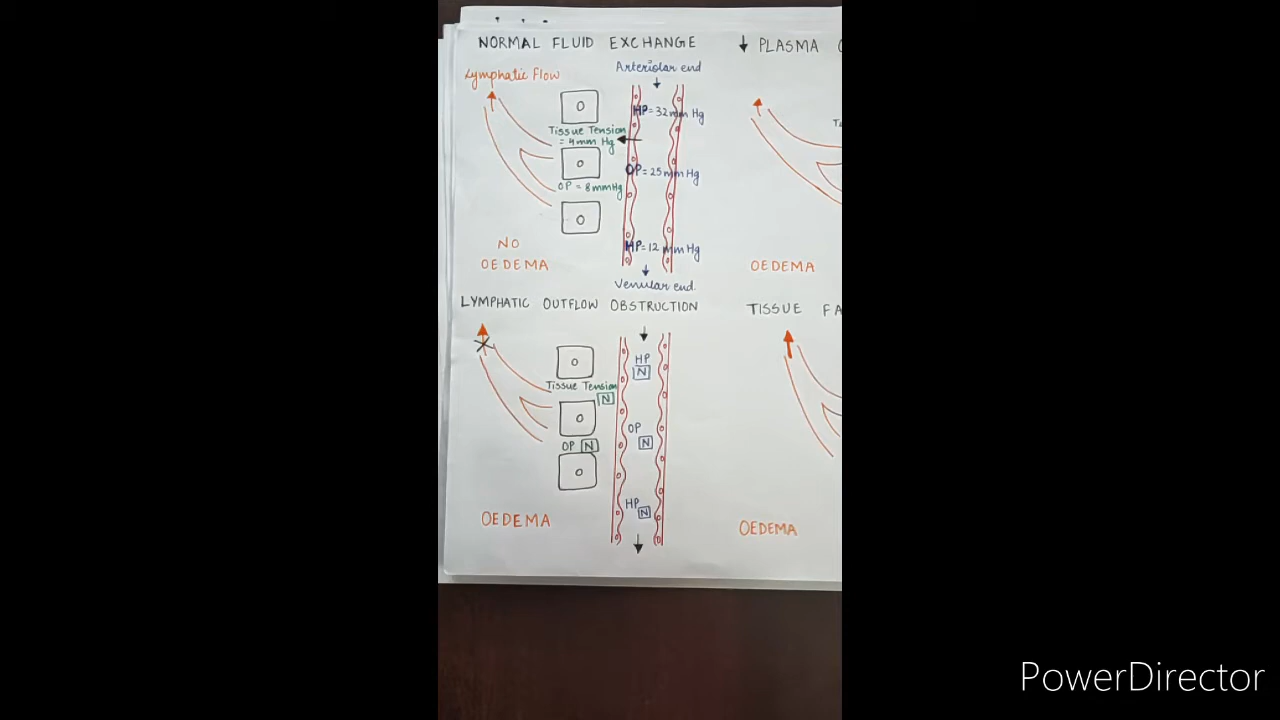 NORMAL FLUID EXCHANGE
Lymphatic Flow
Arteriolar end
HP = 32 mm Hg
Tissue Tension
= 4 mm Hg
OP = 25 mm Hg
OP = 8 mm Hg
HP = 12 mm Hg
NO
OEDEMA
Venular end.
↓ PLASMA
OEDEMA
LYMPHATIC OUTFLOW OBSTRUCTION
HP
N
Tissue Tension
N
OP
N
OP N
HP
N
OEDEMA
TISSUE FA
OEDEMA
PowerDirector